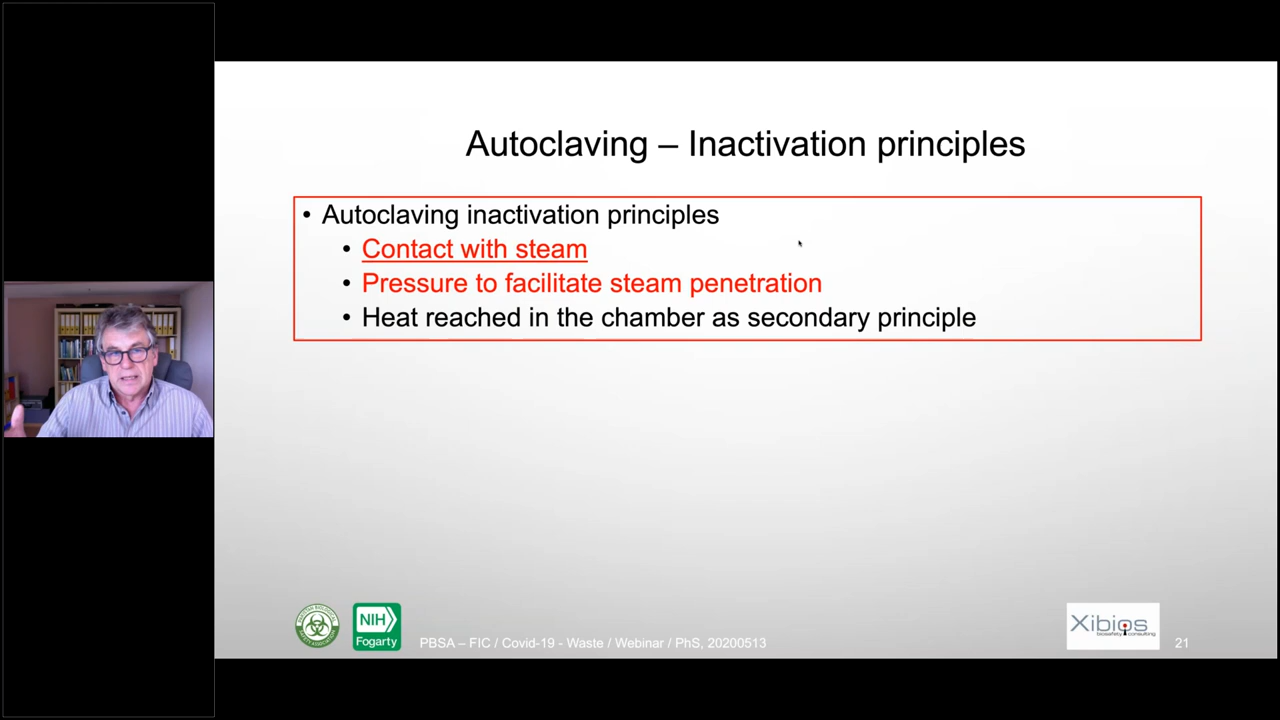 Autoclaving – Inactivation principles
• Autoclaving inactivation principles
• Contact with steam
• Pressure to facilitate steam penetration
• Heat reached in the chamber as secondary principle
NIH
Fogarty
PBSA – FIC / Covid-19 - Waste / Webinar / PhS, 20200513
Xibios
biosafety consulting
21